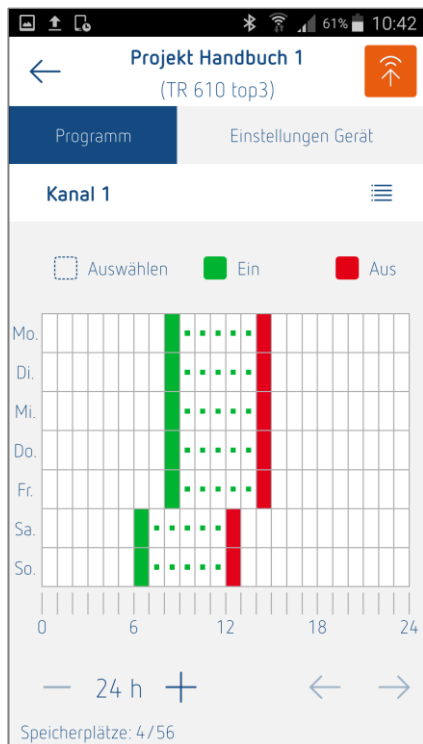 61% 10:42
Projekt Handbuch 1
(TR 610 top3)
Programm Einstellungen Gerät
Kanal 1
Auswählen Ein Aus
Mo.
Di.
Mi.
Do.
Fr.
Sa.
So.
0 6 12 18 24
24 h
Speicherplätze: 4/56